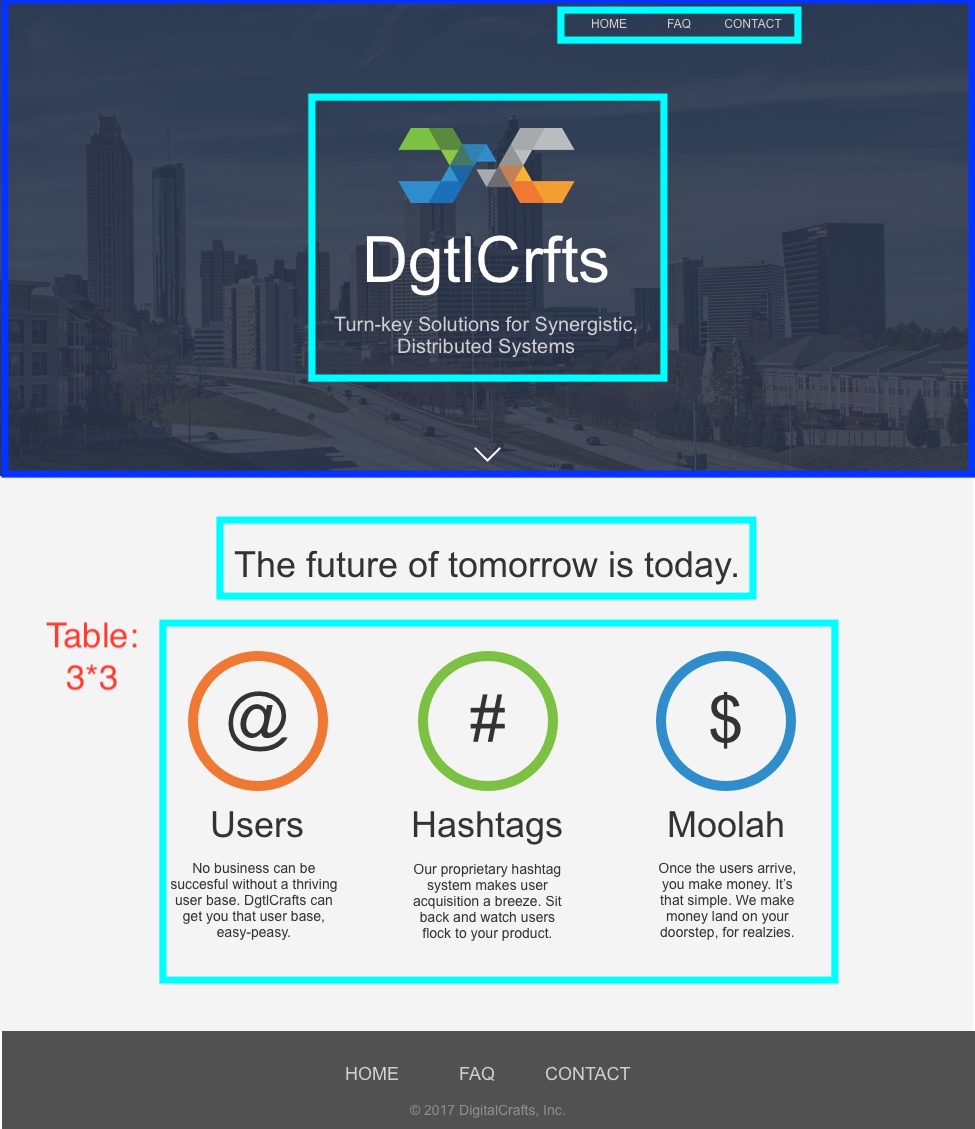 HOME FAQ CONTACT
DgtlCrfts
Turn-key Solutions for Synergistic,
Distributed Systems
The future of tomorrow is today.
Table:
3*3
@ # $
Users Hashtags Moolah
No business can be
succesful without a thriving
user base. DgtlCrafts can
get you that user base,
easy-peasy.
Our proprietary hashtag
system makes user
acquisition a breeze. Sit
back and watch users
flock to your product.
Once the users arrive,
you make money. It’s
that simple. We make
money land on your
doorstep, for realzies.
HOME FAQ CONTACT
© 2017 DigitalCrafts, Inc.